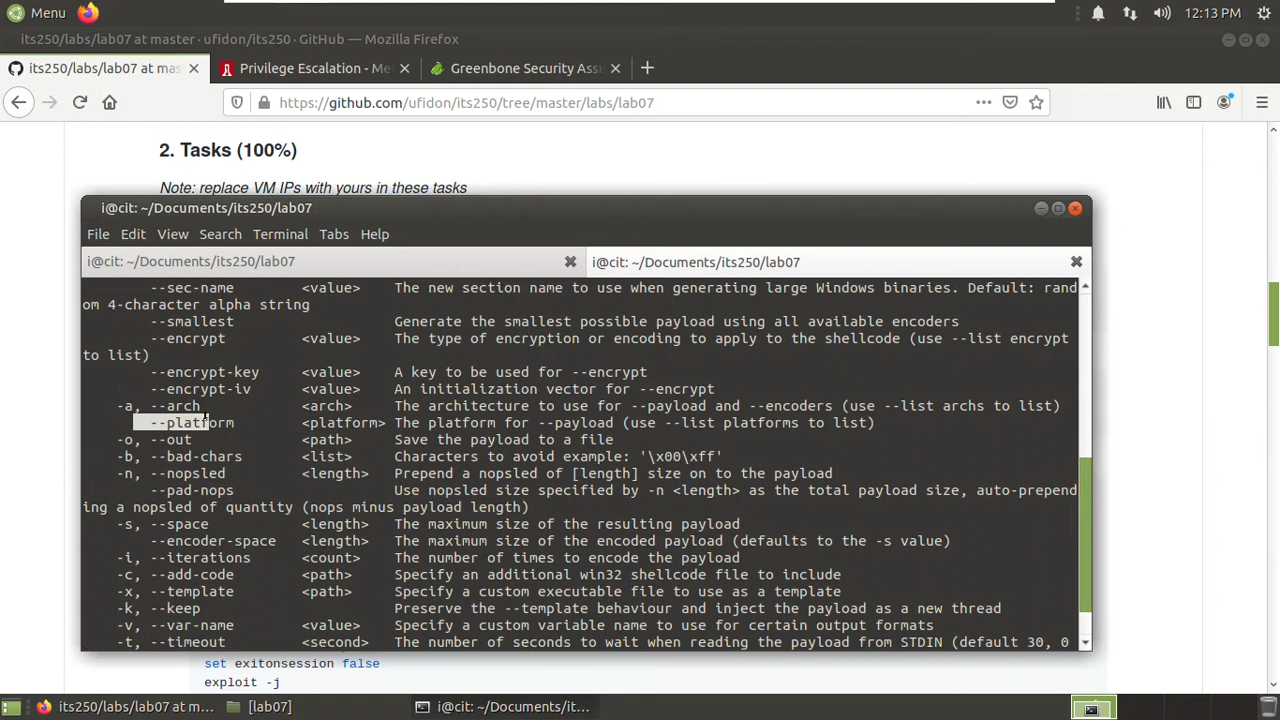 Menu
12:13 PM
its250/labs/lab07 at master · ufidon/its250 · GitHub — Mozilla Firefox
its250/labs/lab07 at mas
Privilege Escalation - Me
Greenbone Security Assi
https://github.com/ufidon/its250/tree/master/labs/lab07
2. Tasks (100%)
Note: replace VM IPs with yours in these tasks
i@cit: ~/Documents/its250/lab07
File Edit View Search Terminal Tabs Help
i@cit: ~/Documents/its250/lab07
i@cit: ~/Documents/its250/lab07
--sec-name <value> The new section name to use when generating large Windows binaries. Default: rand
om 4-character alpha string
--smallest Generate the smallest possible payload using all available encoders
--encrypt <value> The type of encryption or encoding to apply to the shellcode (use --list encrypt
to list)
--encrypt-key <value> A key to be used for --encrypt
--encrypt-iv <value> An initialization vector for --encrypt
-a, --arch <arch> The architecture to use for --payload and --encoders (use --list archs to list)
--platform <platform> The platform for --payload (use --list platforms to list)
-o, --out <path> Save the payload to a file
-b, --bad-chars <list> Characters to avoid example: '\x00\xff'
-n, --nopsled <length> Prepend a nopsled of [length] size on to the payload
--pad-nops Use nopsled size specified by -n <length> as the total payload size, auto-prepend
ing a nopsled of quantity (nops minus payload length)
-s, --space <length> The maximum size of the resulting payload
--encoder-space <length> The maximum size of the encoded payload (defaults to the -s value)
-i, --iterations <count> The number of times to encode the payload
-c, --add-code <path> Specify an additional win32 shellcode file to include
-x, --template <path> Specify a custom executable file to use as a template
-k, --keep Preserve the --template behaviour and inject the payload as a new thread
-v, --var-name <value> Specify a custom variable name to use for certain output formats
-t, --timeout <second> The number of seconds to wait when reading the payload from STDIN (default 30, 0
set exitonsession false
exploit -j
its250/labs/lab07 at m...
[lab07]
i@cit: ~/Documents/it...